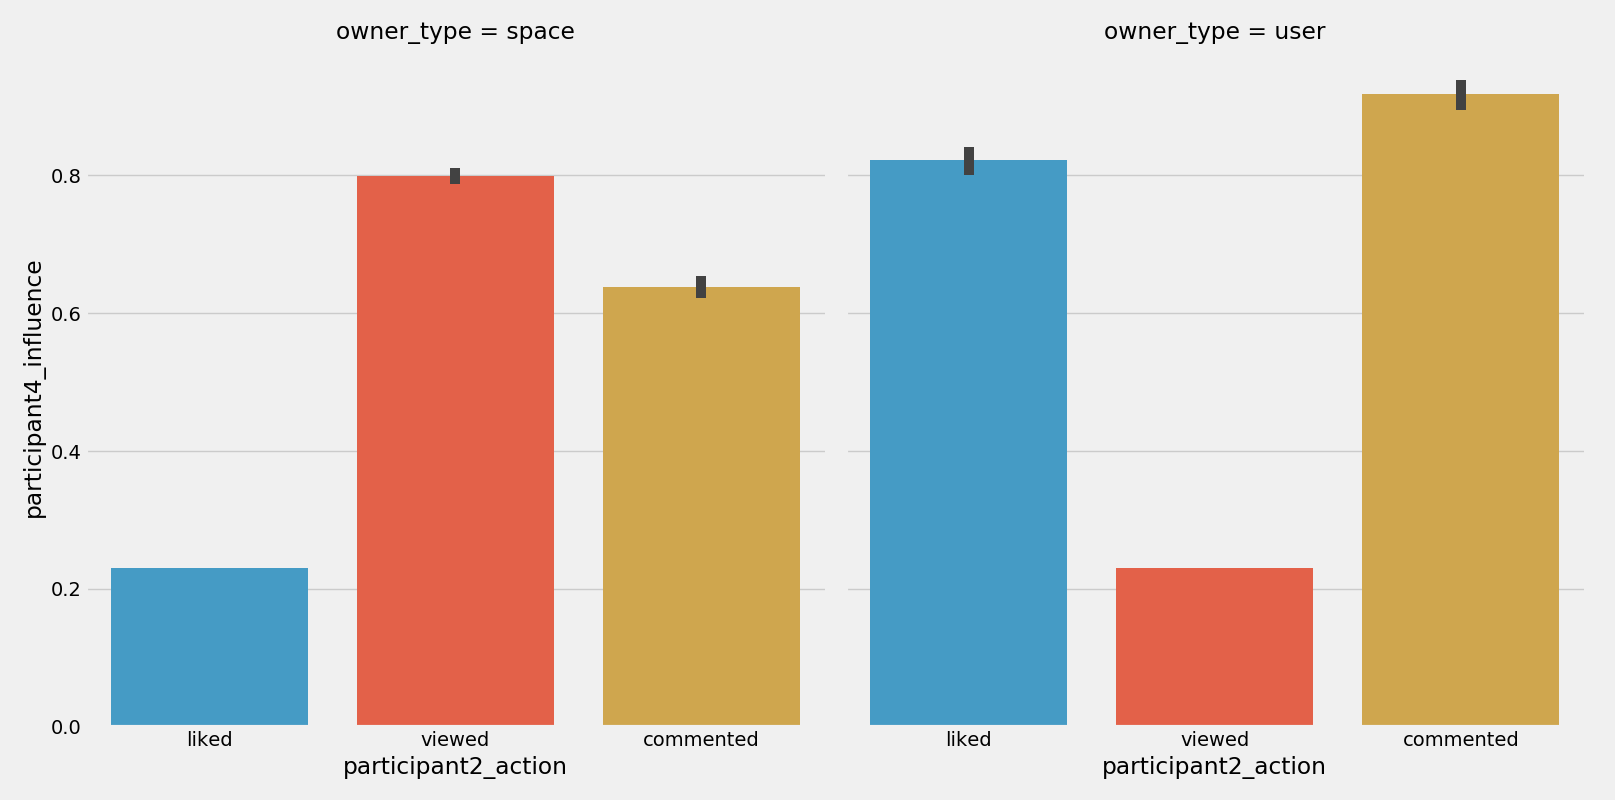 owner_type = space
owner_type = user
participant4_influence
0.8
0.6
0.4
0.2
0.0
liked viewed commented
liked viewed commented
participant2_action
participant2_action